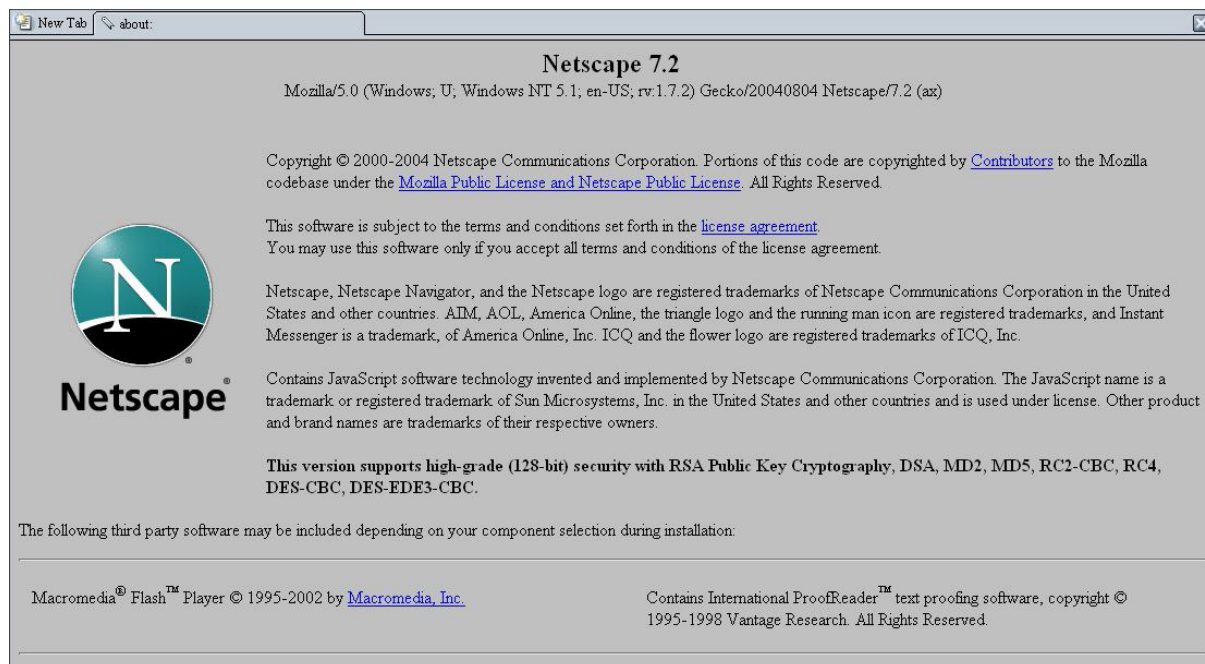 New Tab
about:
Netscape 7.2
Mozilla/5.0 (Windows; U; Windows NT 5.1; en-US; rv:1.7.2) Gecko/20040804 Netscape/7.2 (ax)
Copyright © 2000-2004 Netscape Communications Corporation. Portions of this code are copyrighted by Contributors to the Mozilla
codebase under the Mozilla Public License and Netscape Public License. All Rights Reserved.
This software is subject to the terms and conditions set forth in the license agreement.
You may use this software only if you accept all terms and conditions of the license agreement.
N
®
Netscape®
Netscape, Netscape Navigator, and the Netscape logo are registered trademarks of Netscape Communications Corporation in the United
States and other countries. AIM, AOL, America Online, the triangle logo and the running man icon are registered trademarks, and Instant
Messenger is a trademark, of America Online, Inc. ICQ and the flower logo are registered trademarks of ICQ, Inc.
Contains JavaScript software technology invented and implemented by Netscape Communications Corporation. The JavaScript name is a
trademark or registered trademark of Sun Microsystems, Inc. in the United States and other countries and is used under license. Other product
and brand names are trademarks of their respective owners.
This version supports high-grade (128-bit) security with RSA Public Key Cryptography, DSA, MD2, MD5, RC2-CBC, RC4,
DES-CBC, DES-EDE3-CBC.
The following third party software may be included depending on your component selection during installation:
Macromedia® Flash™ Player © 1995-2002 by Macromedia, Inc.
Contains International ProofReader™ text proofing software, copyright ©
1995-1998 Vantage Research. All Rights Reserved.